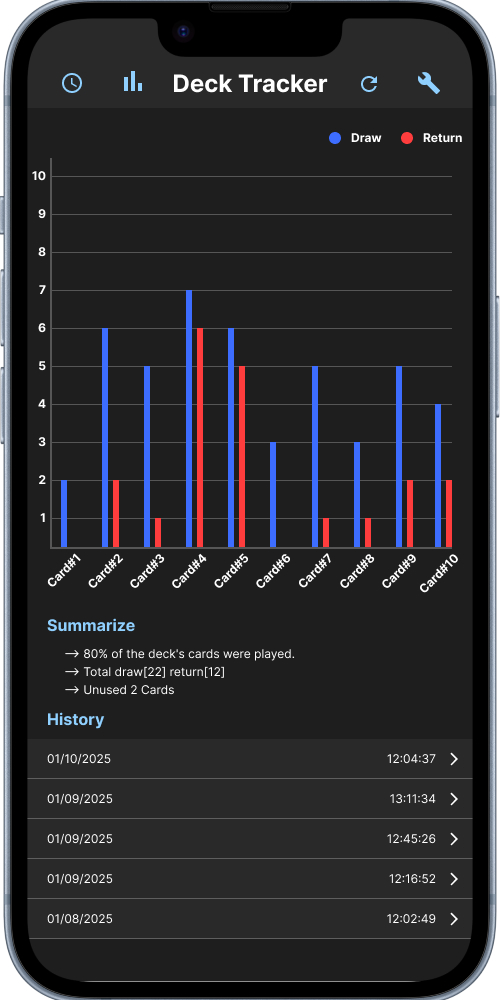 Deck Tracker
Draw Return
10
9
8
7
6
5
4
3
2
1
Card#1 Card#2 Card#3 Card#4 Card#5 Card#6 Card#7 Card#8 Card#9 Card#10
Summarize
→ 80% of the deck's cards were played.
→ Total draw[22] return[12]
→ Unused 2 Cards
History
01/10/2025 12:04:37
01/09/2025 13:11:34
01/09/2025 12:45:26
01/09/2025 12:16:52
01/08/2025 12:02:49